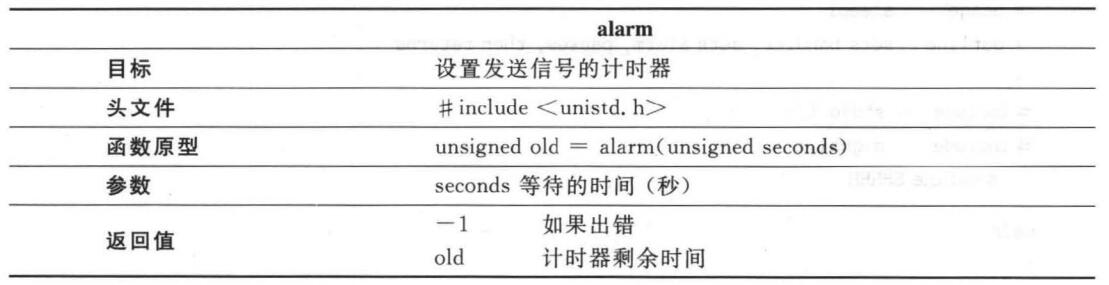 alarm
目标 设置发送信号的计时器
头文件 #include <unistd.h>
函数原型 unsigned old = alarm(unsigned seconds)
参数 seconds 等待的时间（秒）
返回值
-1 如果出错
old 计时器剩余时间